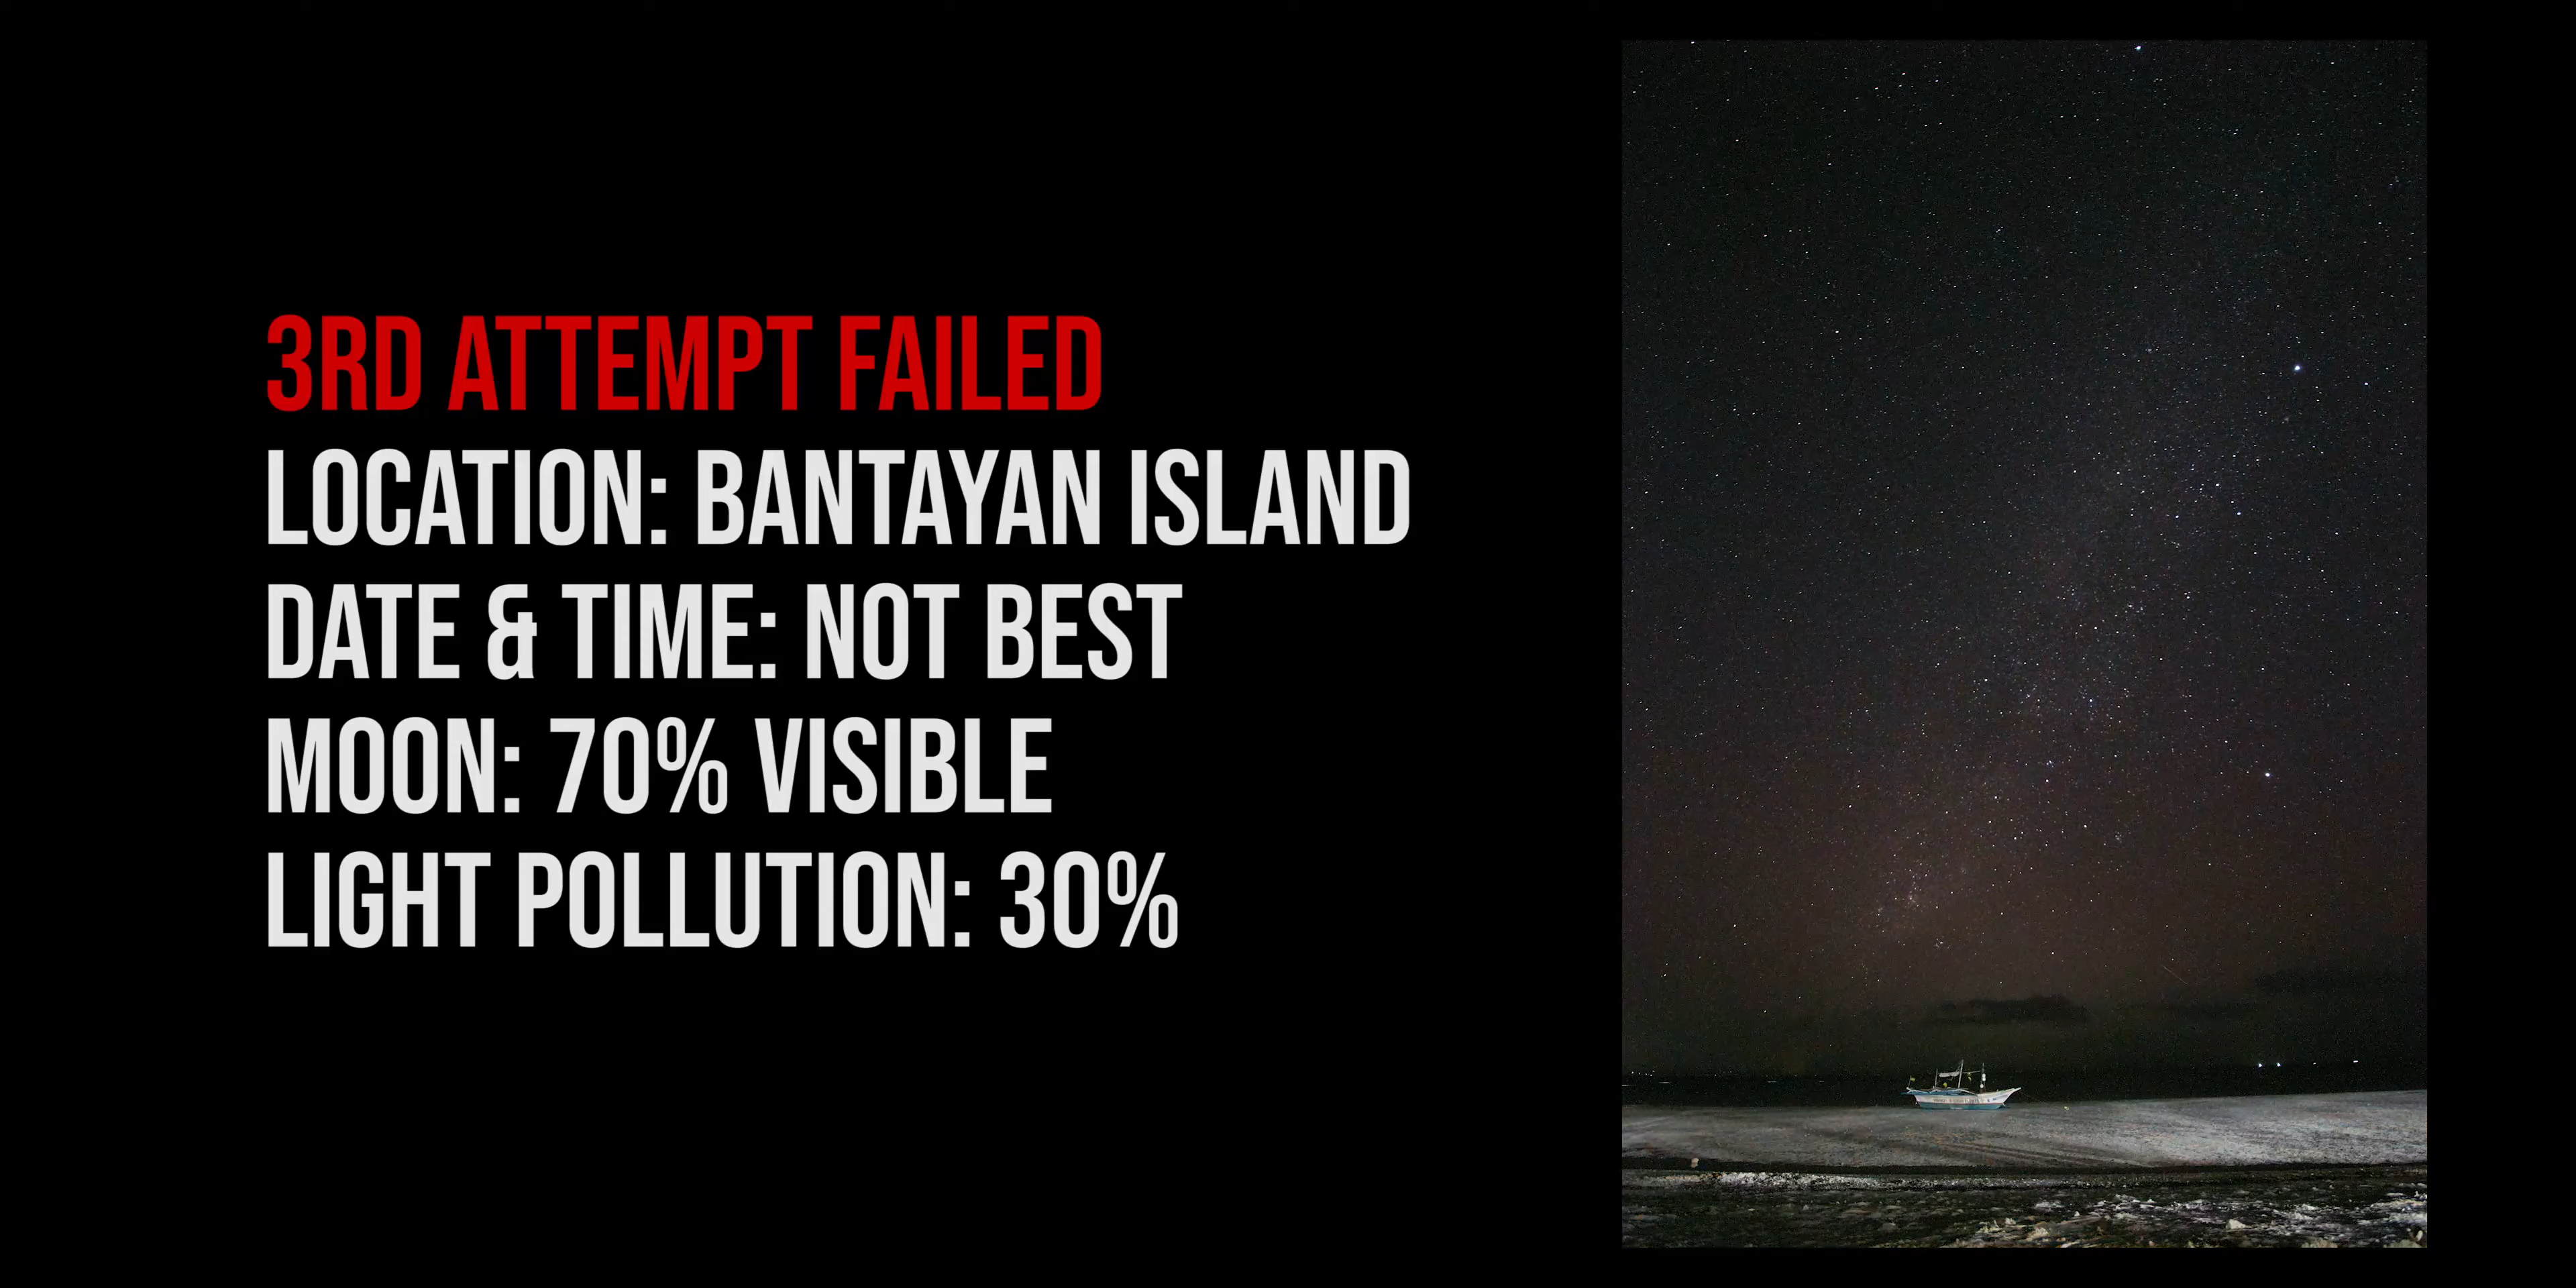 3RD ATTEMPT FAILED
LOCATION: BANTAYAN ISLAND
DATE & TIME: NOT BEST
MOON: 70% VISIBLE
LIGHT POLLUTION: 30%